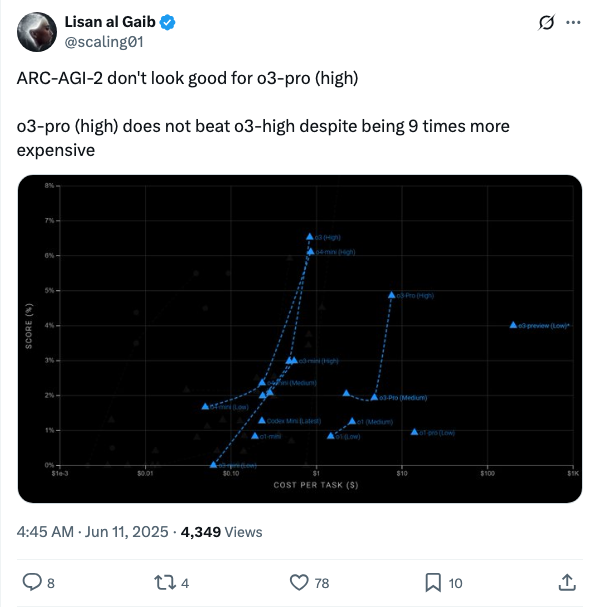 Lisan al Gaib
@scaling01
ARC-AGI-2 don't look good for o3-pro (high)
o3-pro (high) does not beat o3-high despite being 9 times more
expensive
8%
7%
6%
5%
4%
3%
2%
1%
0%
SCORE (%)
o3 (High)
o4-mini (High)
o3-Pro (High)
o3-preview (Low)*
o3-mini (High)
(Medium)
o3-Pro (Medium)
o4-mini (Low)
Codex Mini (Latest)
o1 (Medium)
o1-mini
o1 (Low)
o1-pro (Low)
o3-mini (Low)
$1e-3
$0.01
$0.10
$1
$10
$100
$1K
COST PER TASK ($)
4:45 AM · Jun 11, 2025 · 4,349 Views
8
4
78
10